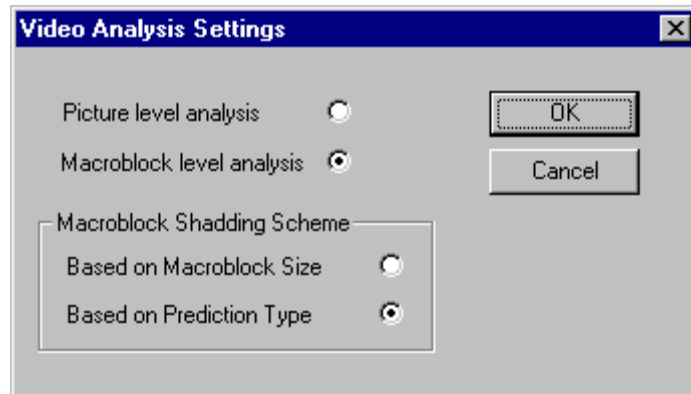 Video Analysis Settings
Picture level analysis
OK
Macroblock level analysis
Cancel
Macroblock Shadding Scheme
Based on Macroblock Size
Based on Prediction Type